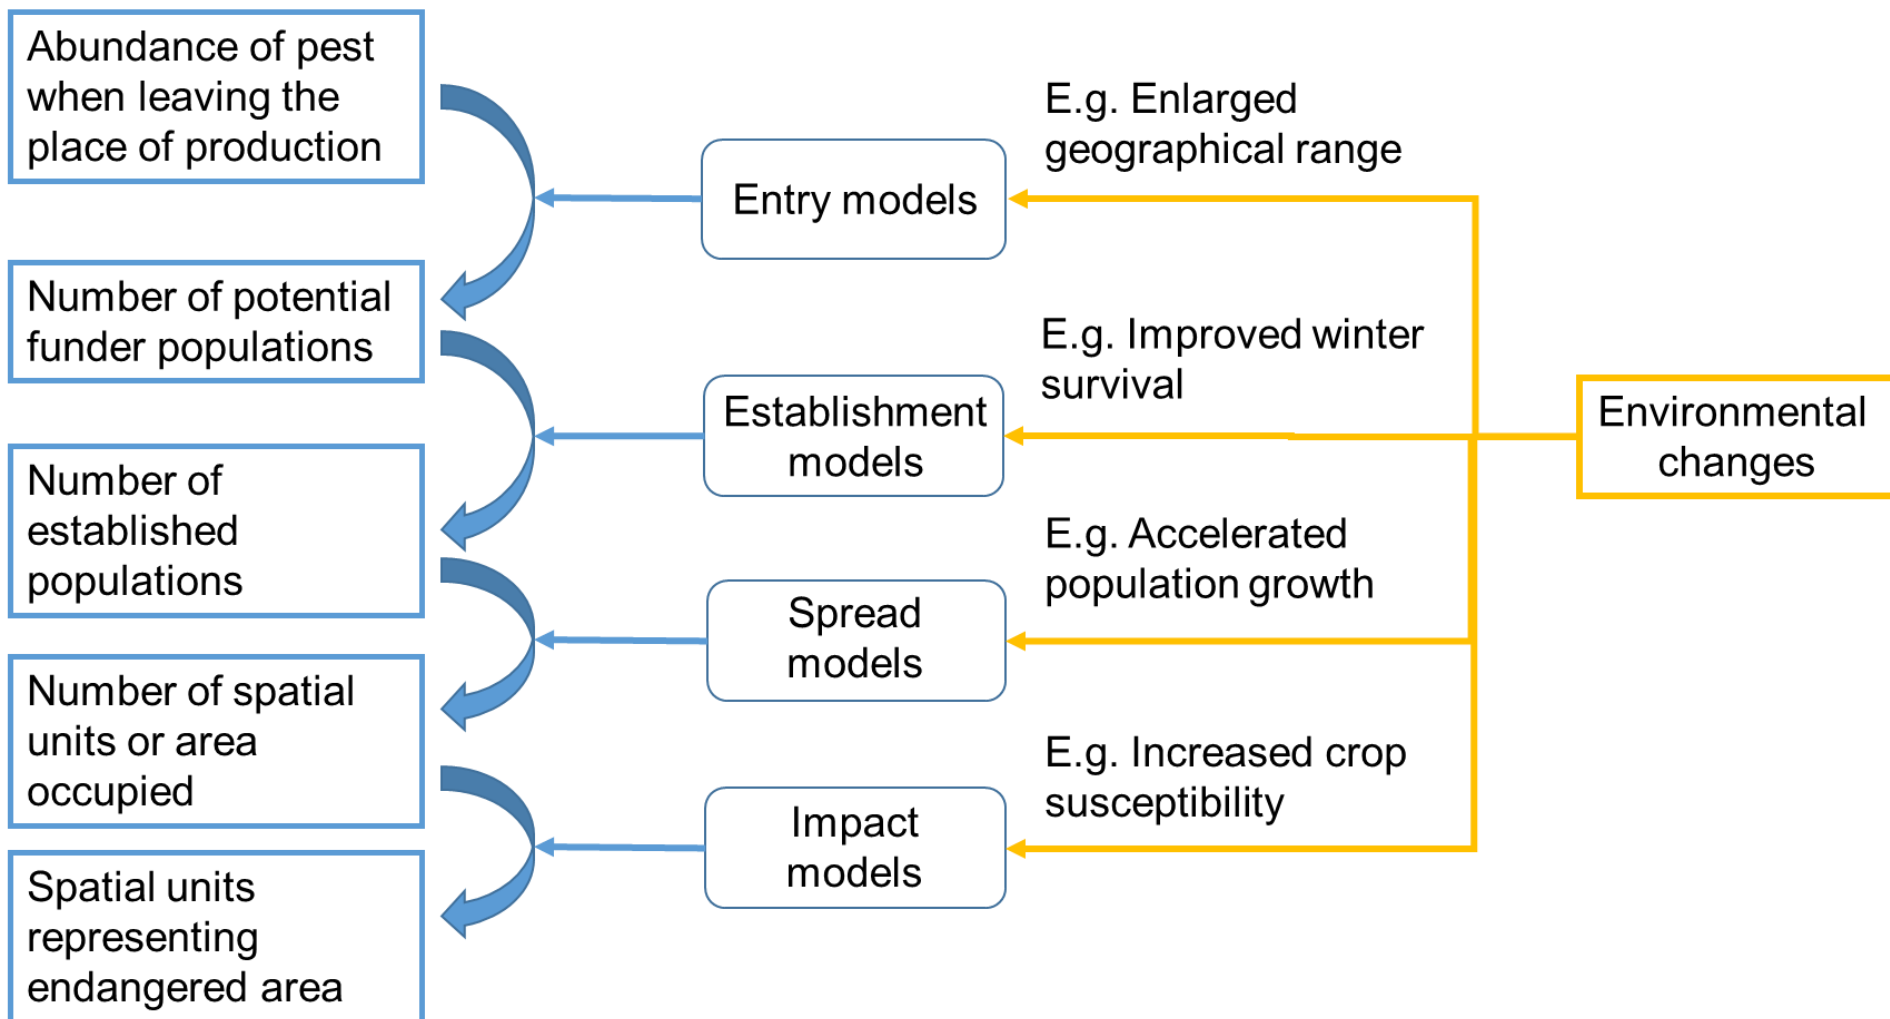 Abundance of pest
when leaving the
place of production
Number of potential
funder populations
Number of
established
populations
Number of spatial
units or area
occupied
Spatial units
representing
endangered area
Entry models
Establishment
models
Spread
models
Impact
models
E.g. Enlarged
geographical range
E.g. Improved winter
survival
E.g. Accelerated
population growth
E.g. Increased crop
susceptibility
Environmental
changes